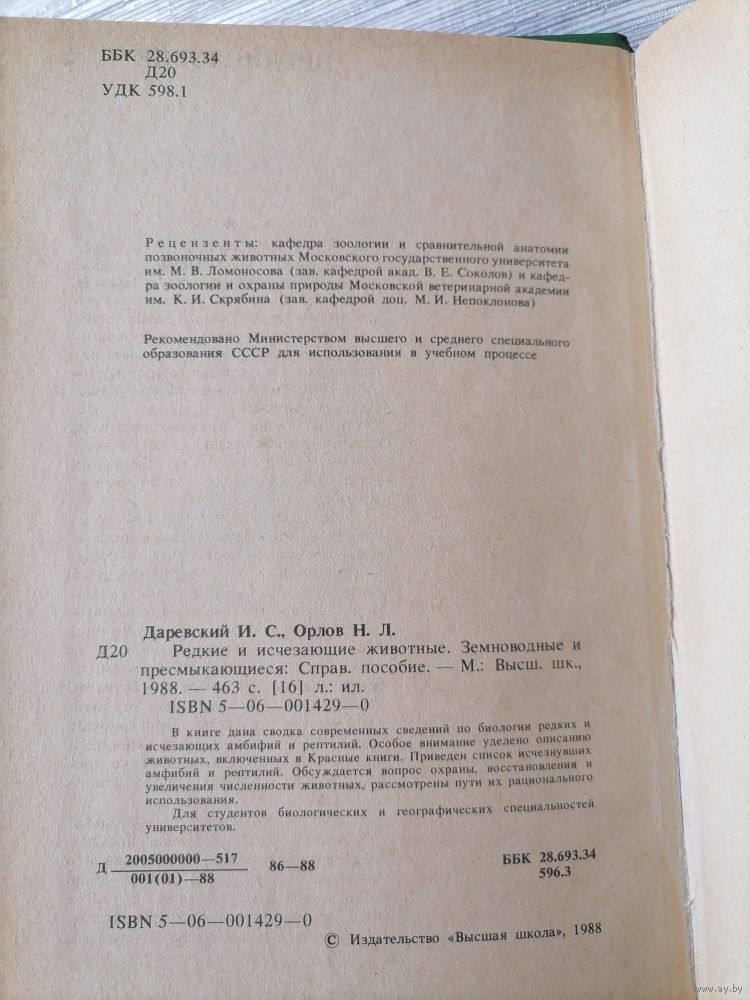 ББК 28.693.34
Д20
УДК 598.1
Рецензенты: кафедра зоологии и сравнительной анатомии
позвоночных животных Московского государственного университета
им. М. В. Ломоносова (зав. кафедрой акад. В. Е. Соколов) и кафед-
ра зоологии и охраны природы Московской ветеринарной академии
им. К. И. Скрябина (зав. кафедрой доц. М. И. Непоклонова)
Рекомендовано Министерством высшего и среднего специального
образования СССР для использования в учебном процессе
Даревский И. С., Орлов Н. Л.
Д20 Редкие и исчезающие животные. Земноводные и
пресмыкающиеся: Справ. пособие. — М.: Высш. шк.,
1988. — 463 с. [16] л.: ил.
ISBN 5—06—001429—0
В книге дана сводка современных сведений по биологии редких и
исчезающих амбифий и рептилий. Особое внимание уделено описанию
животных, включенных в Красные книги. Приведен список исчезнувших
амфибий и рептилий. Обсуждается вопрос охраны, восстановления и
увеличения численности животных, рассмотрены пути их рационального
использования.
Для студентов биологических и географических специальностей
университетов.
Д 2005000000—517 86—88
001(01)—88
ББК 28.693.34
596.3
ISBN 5—06—001429—0
© Издательство «Высшая школа», 1988
www.ay.by